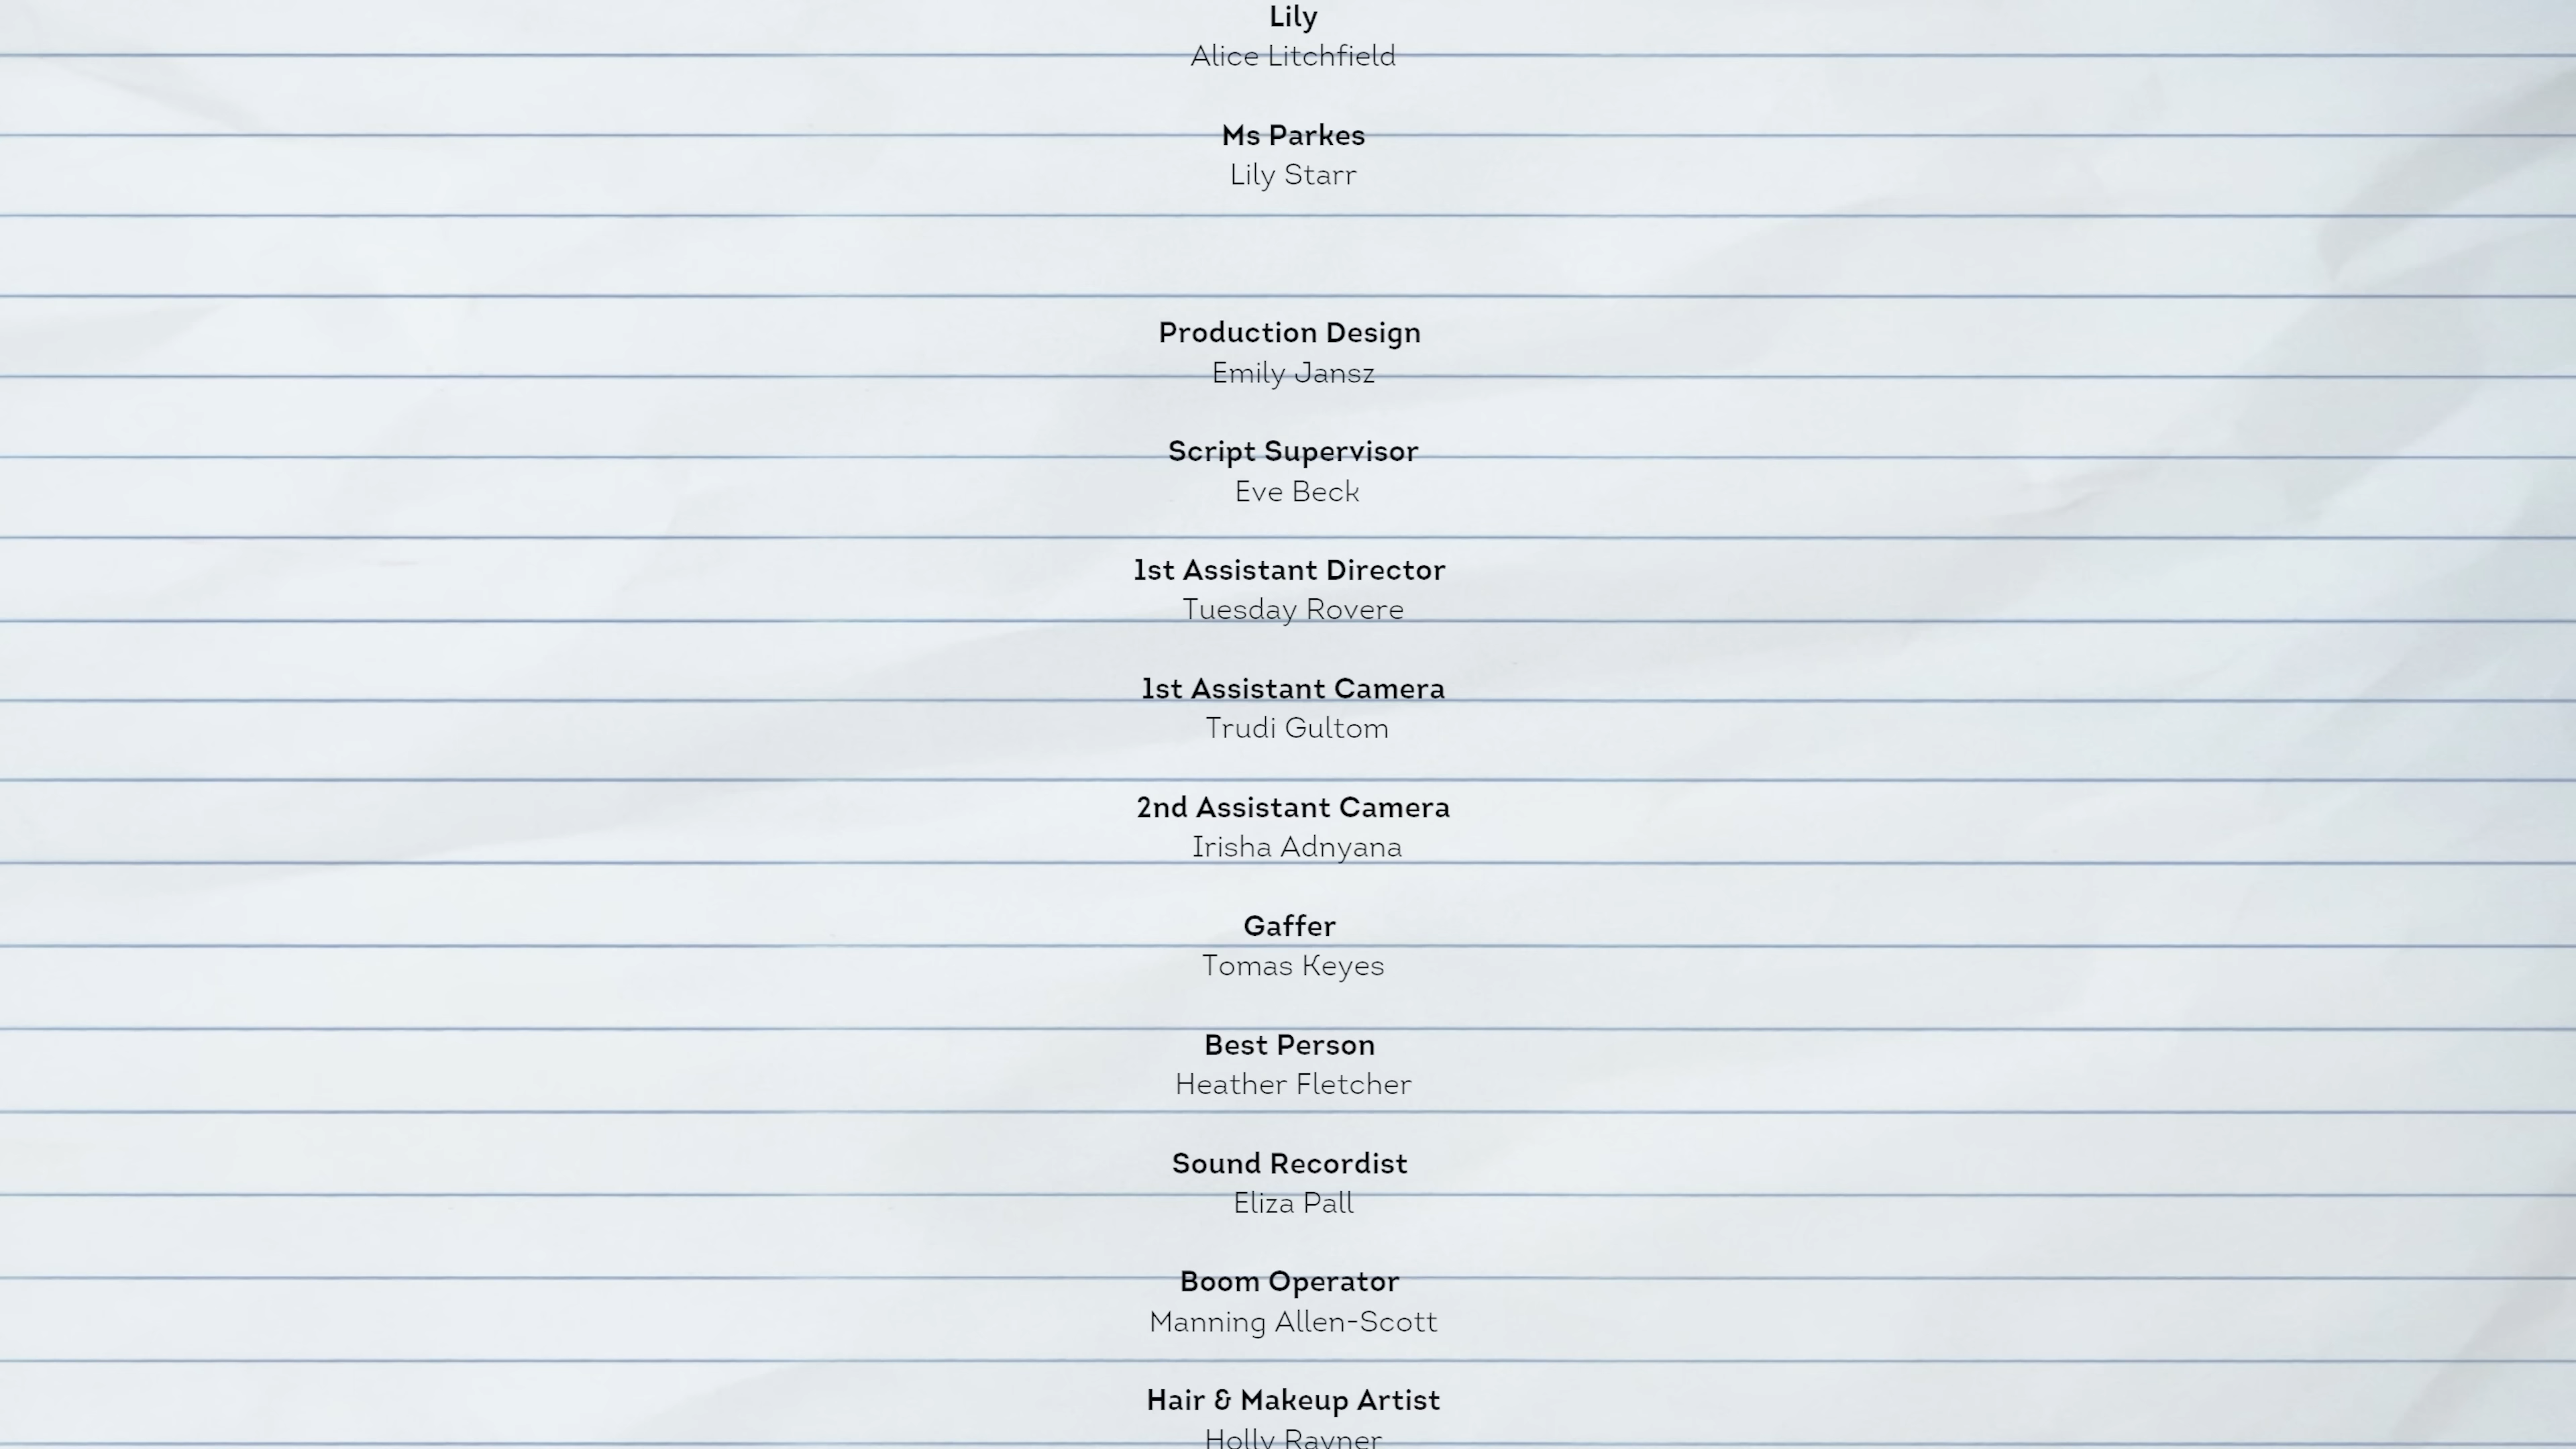 Lily
Alice Litchfield
Ms Parkes
Lily Starr
Production Design
Emily Jansz
Script Supervisor
Eve Beck
1st Assistant Director
Tuesday Rovere
1st Assistant Camera
Trudi Gultom
2nd Assistant Camera
Irisha Adnyana
Gaffer
Tomas Keyes
Best Person
Heather Fletcher
Sound Recordist
Eliza Pall
Boom Operator
Manning Allen-Scott
Hair & Makeup Artist
Holly Rayner